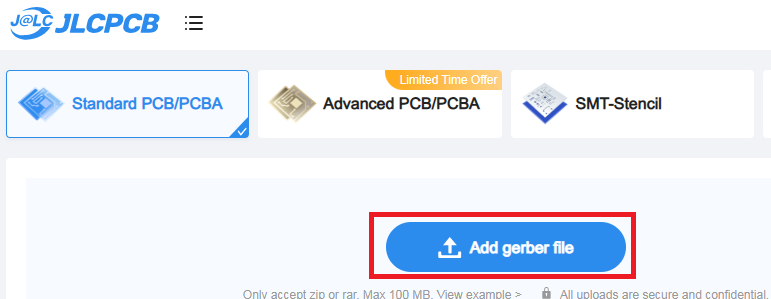 J@LC JLCPCB
Limited Time Offer
Standard PCB/PCBA
Advanced PCB/PCBA
SMT-Stencil
Add gerber file
Only accept zip or rar. Max 100 MB. View example > All uploads are secure and confidential.